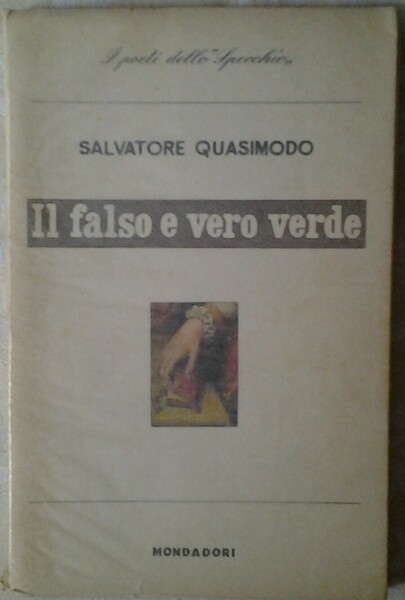 I poeti dello "Specchio"
SALVATORE QUASIMODO
Il falso e vero verde
MONDADORI